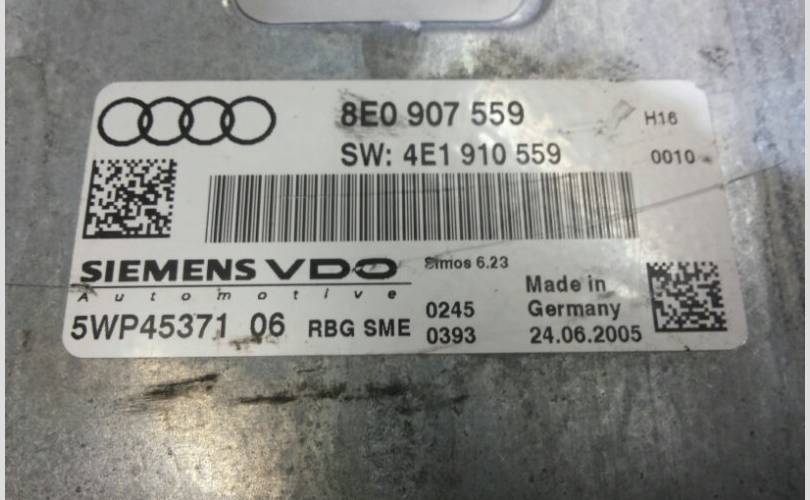 8E0 907 559
H16
SW: 4E1 910 559
0010
SIEMENS VDO
Automotive
Simos 6.23
5WP45371 06 RBG SME
0245
0393
Made in
Germany
24.06.2005